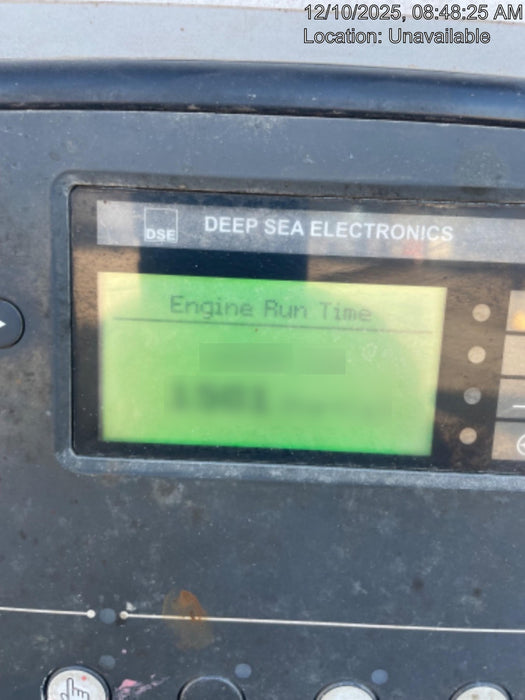 12/10/2025, 08:48:25 AM
Location: Unavailable
DSE
DEEP SEA ELECTRONICS
Engine Run Time